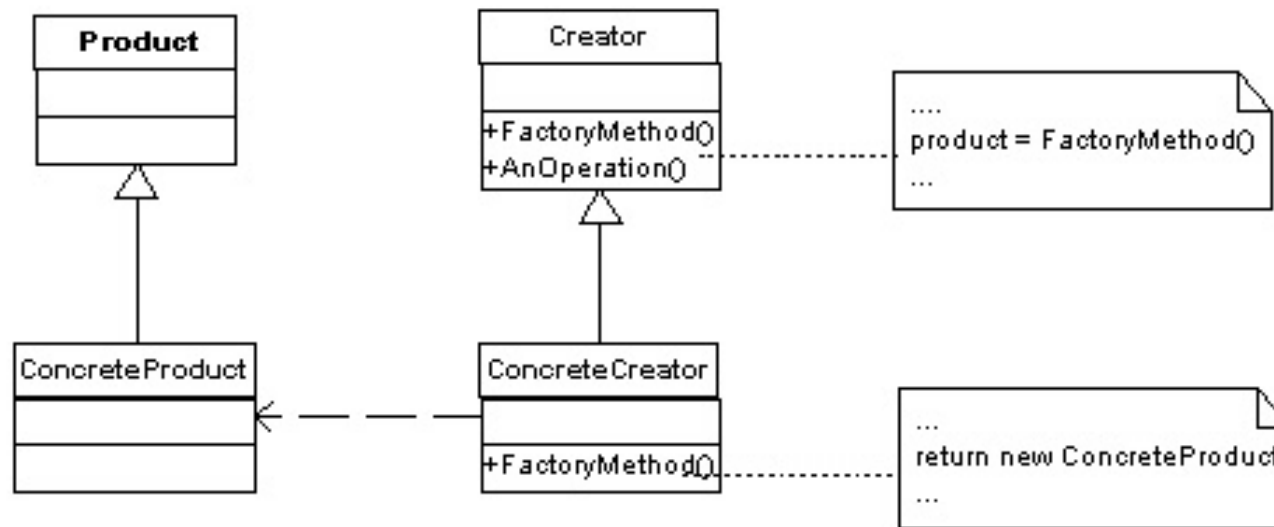 Product
Creator
+FactoryMethod()
+AnOperation()
....
product = FactoryMethod()
...
ConcreteProduct
ConcreteCreator
+FactoryMethod()
...
return new ConcreteProduct
...